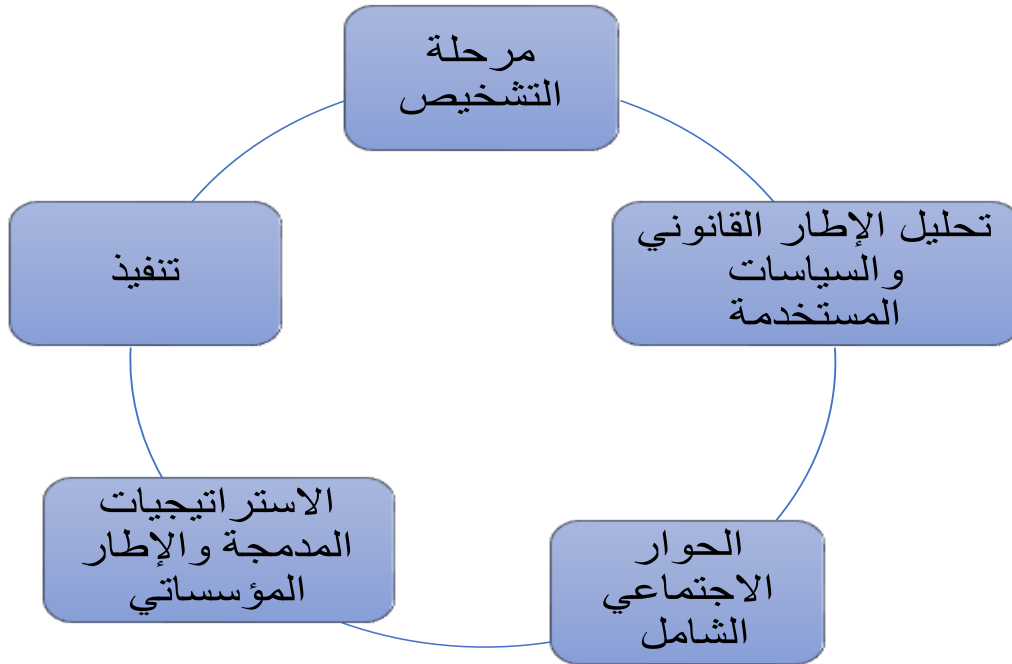 مرحلة
التشخيص
تحليل الإطار القانوني
والسياسات
المستخدمة
الحوار
الاجتماعي
الشامل
الاستراتيجيات
المدمجة والإطار
المؤسساتي
تنفيذ